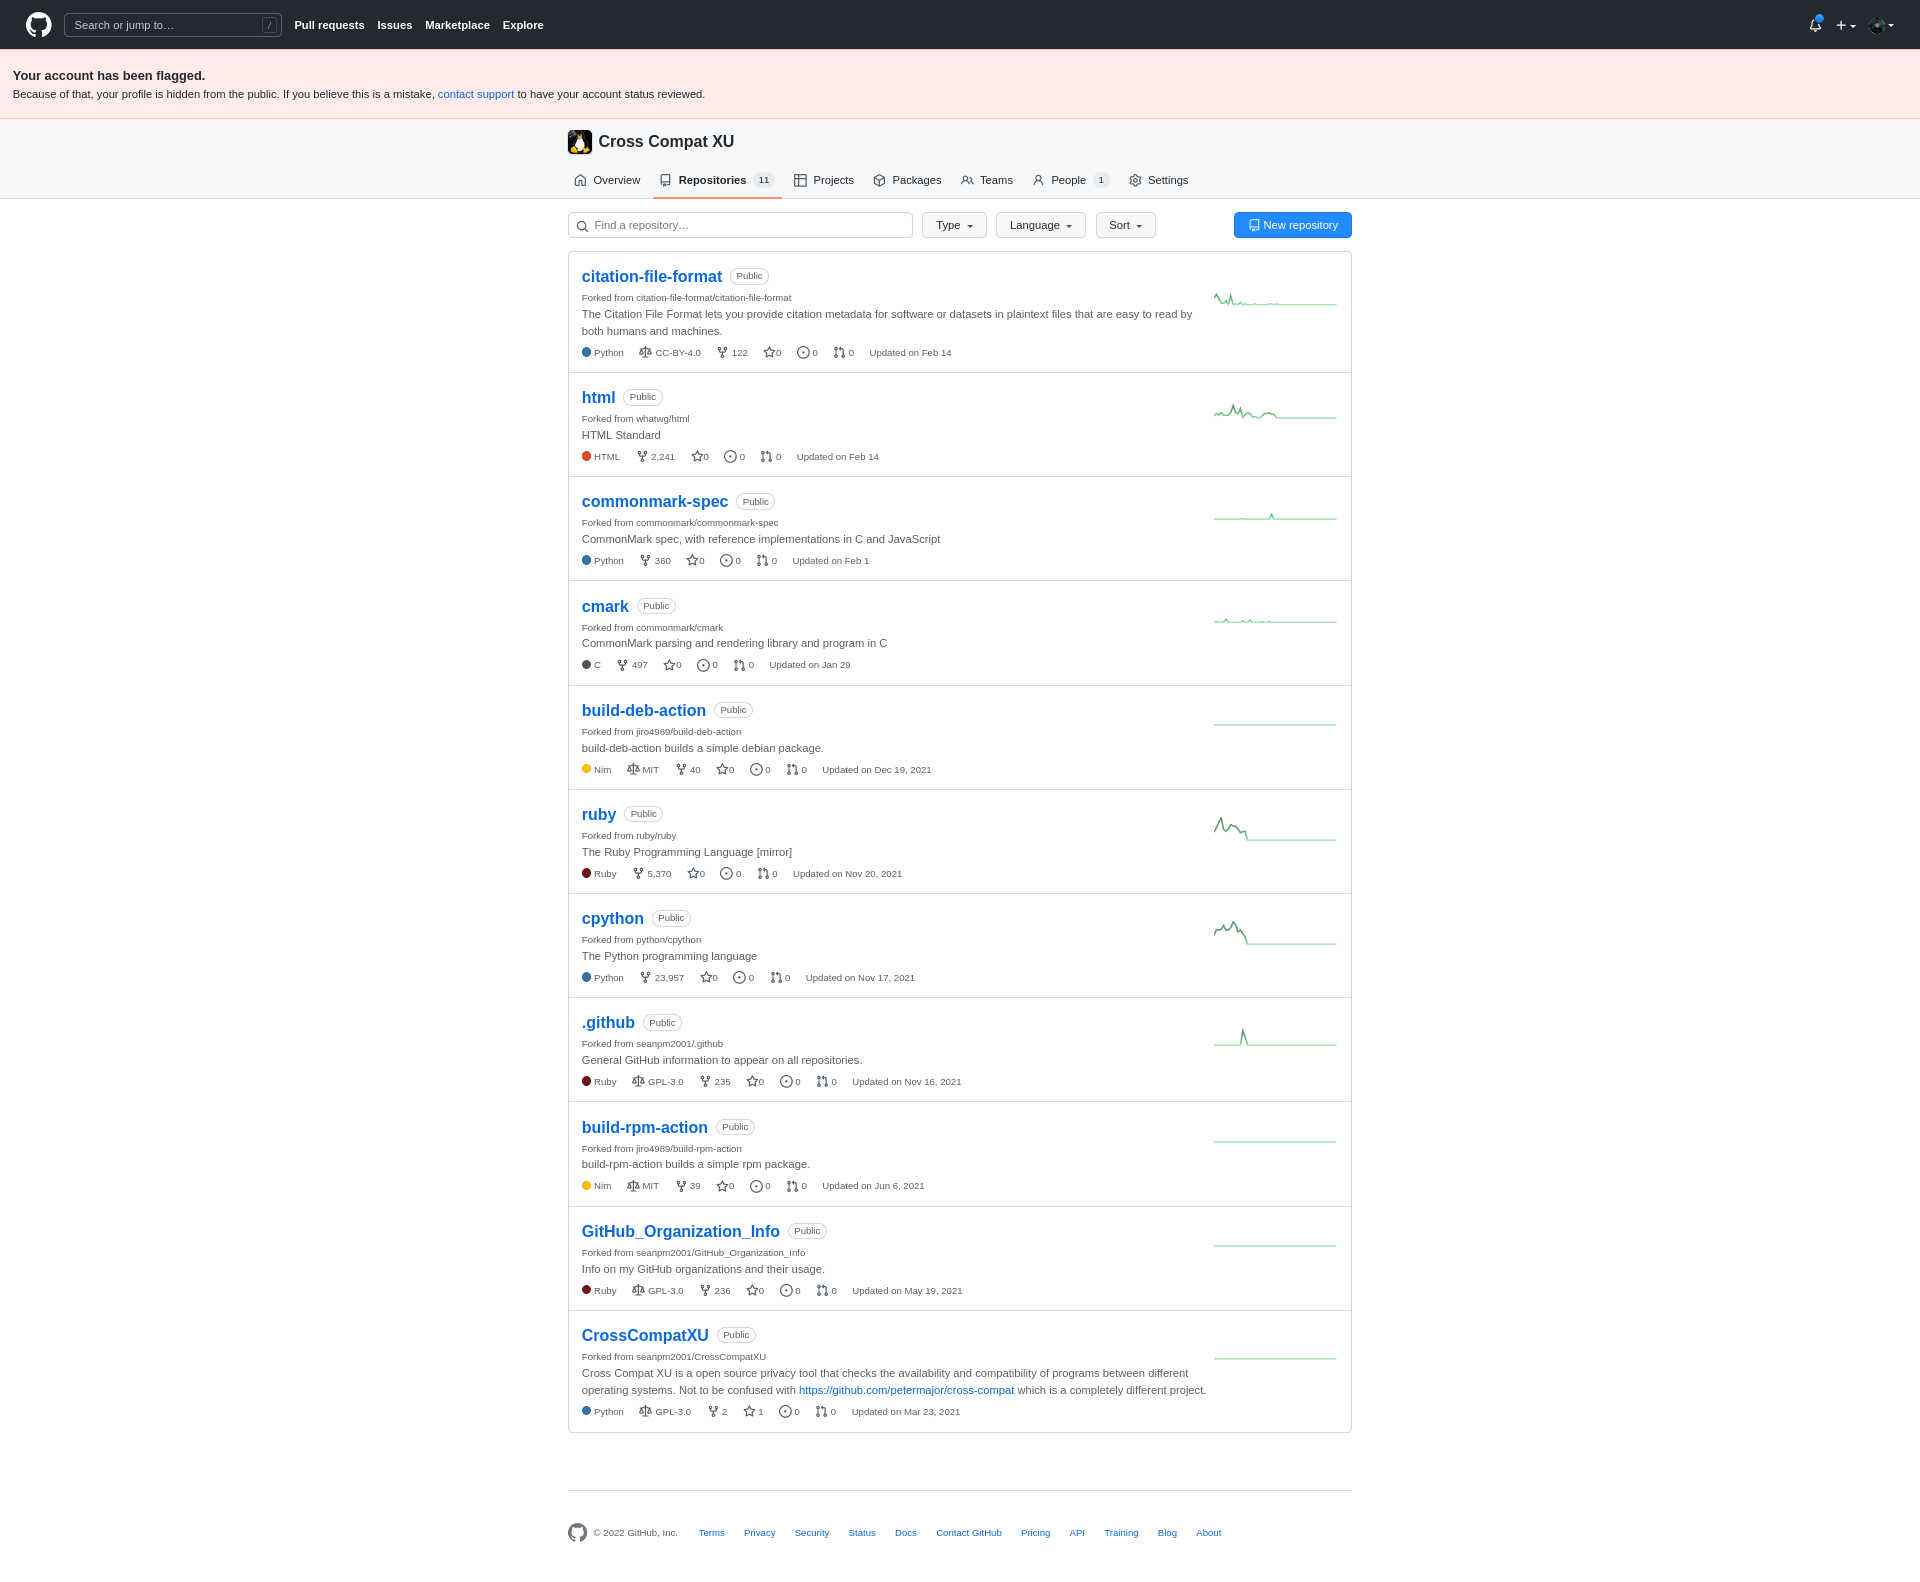 Search or jump to… /
Pull requests Issues Marketplace Explore
Your account has been flagged.
Because of that, your profile is hidden from the public. If you believe this is a mistake, contact support to have your account status reviewed.
Cross Compat XU
Overview Repositories 11 Projects Packages Teams People 1 Settings
Find a repository… Type Language Sort New repository
citation-file-format Public
Forked from citation-file-format/citation-file-format
The Citation File Format lets you provide citation metadata for software or datasets in plaintext files that are easy to read by
both humans and machines.
Python CC-BY-4.0 122 0 0 0 Updated on Feb 14
html Public
Forked from whatwg/html
HTML Standard
HTML 2,241 0 0 0 Updated on Feb 14
commonmark-spec Public
Forked from commonmark/commonmark-spec
CommonMark spec, with reference implementations in C and JavaScript
Python 360 0 0 0 Updated on Feb 1
cmark Public
Forked from commonmark/cmark
CommonMark parsing and rendering library and program in C
C 497 0 0 0 Updated on Jan 29
build-deb-action Public
Forked from jiro4989/build-deb-action
build-deb-action builds a simple debian package.
Nim MIT 40 0 0 0 Updated on Dec 19, 2021
ruby Public
Forked from ruby/ruby
The Ruby Programming Language [mirror]
Ruby 5,370 0 0 0 Updated on Nov 20, 2021
cpython Public
Forked from python/cpython
The Python programming language
Python 23,957 0 0 0 Updated on Nov 17, 2021
.github Public
Forked from seanpm2001/.github
General GitHub information to appear on all repositories.
Ruby GPL-3.0 235 0 0 0 Updated on Nov 16, 2021
build-rpm-action Public
Forked from jiro4989/build-rpm-action
build-rpm-action builds a simple rpm package.
Nim MIT 39 0 0 0 Updated on Jun 6, 2021
GitHub_Organization_Info Public
Forked from seanpm2001/GitHub_Organization_Info
Info on my GitHub organizations and their usage.
Ruby GPL-3.0 236 0 0 0 Updated on May 19, 2021
CrossCompatXU Public
Forked from seanpm2001/CrossCompatXU
Cross Compat XU is a open source privacy tool that checks the availability and compatibility of programs between different
operating systems. Not to be confused with https://github.com/petermajor/cross-compat which is a completely different project.
Python GPL-3.0 2 1 0 0 Updated on Mar 23, 2021
© 2022 GitHub, Inc. Terms Privacy Security Status Docs Contact GitHub Pricing API Training Blog About